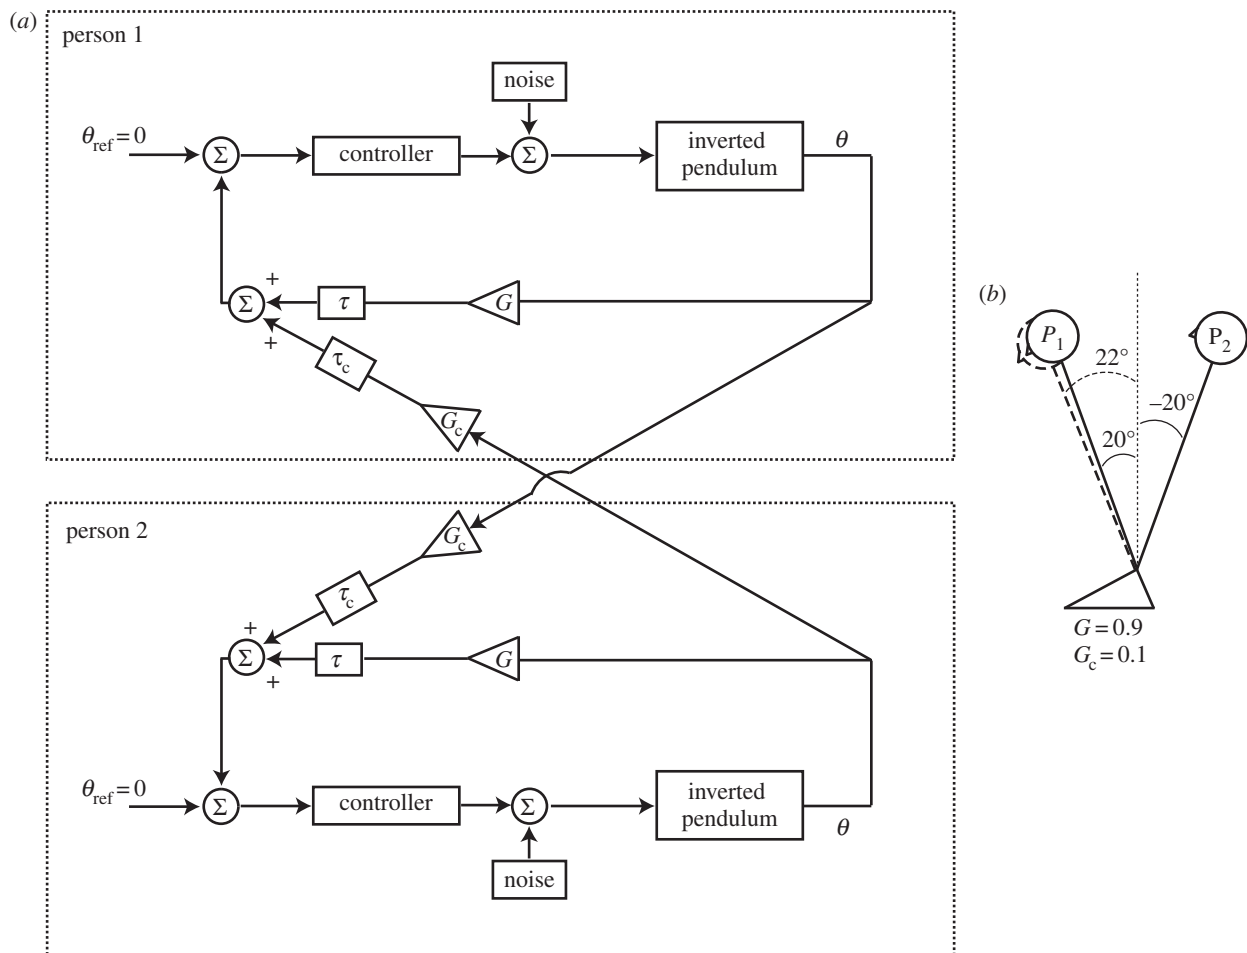 (a)
person 1
noise
θref = 0
Σ
controller
Σ
inverted
pendulum
θ
+
Σ
τ
G
+
τc
Gc
person 2
Gc
τc
+
Σ
τ
G
+
θref = 0
Σ
controller
Σ
inverted
pendulum
θ
noise
(b)
P1
P2
22°
–20°
20°
G = 0.9
Gc = 0.1